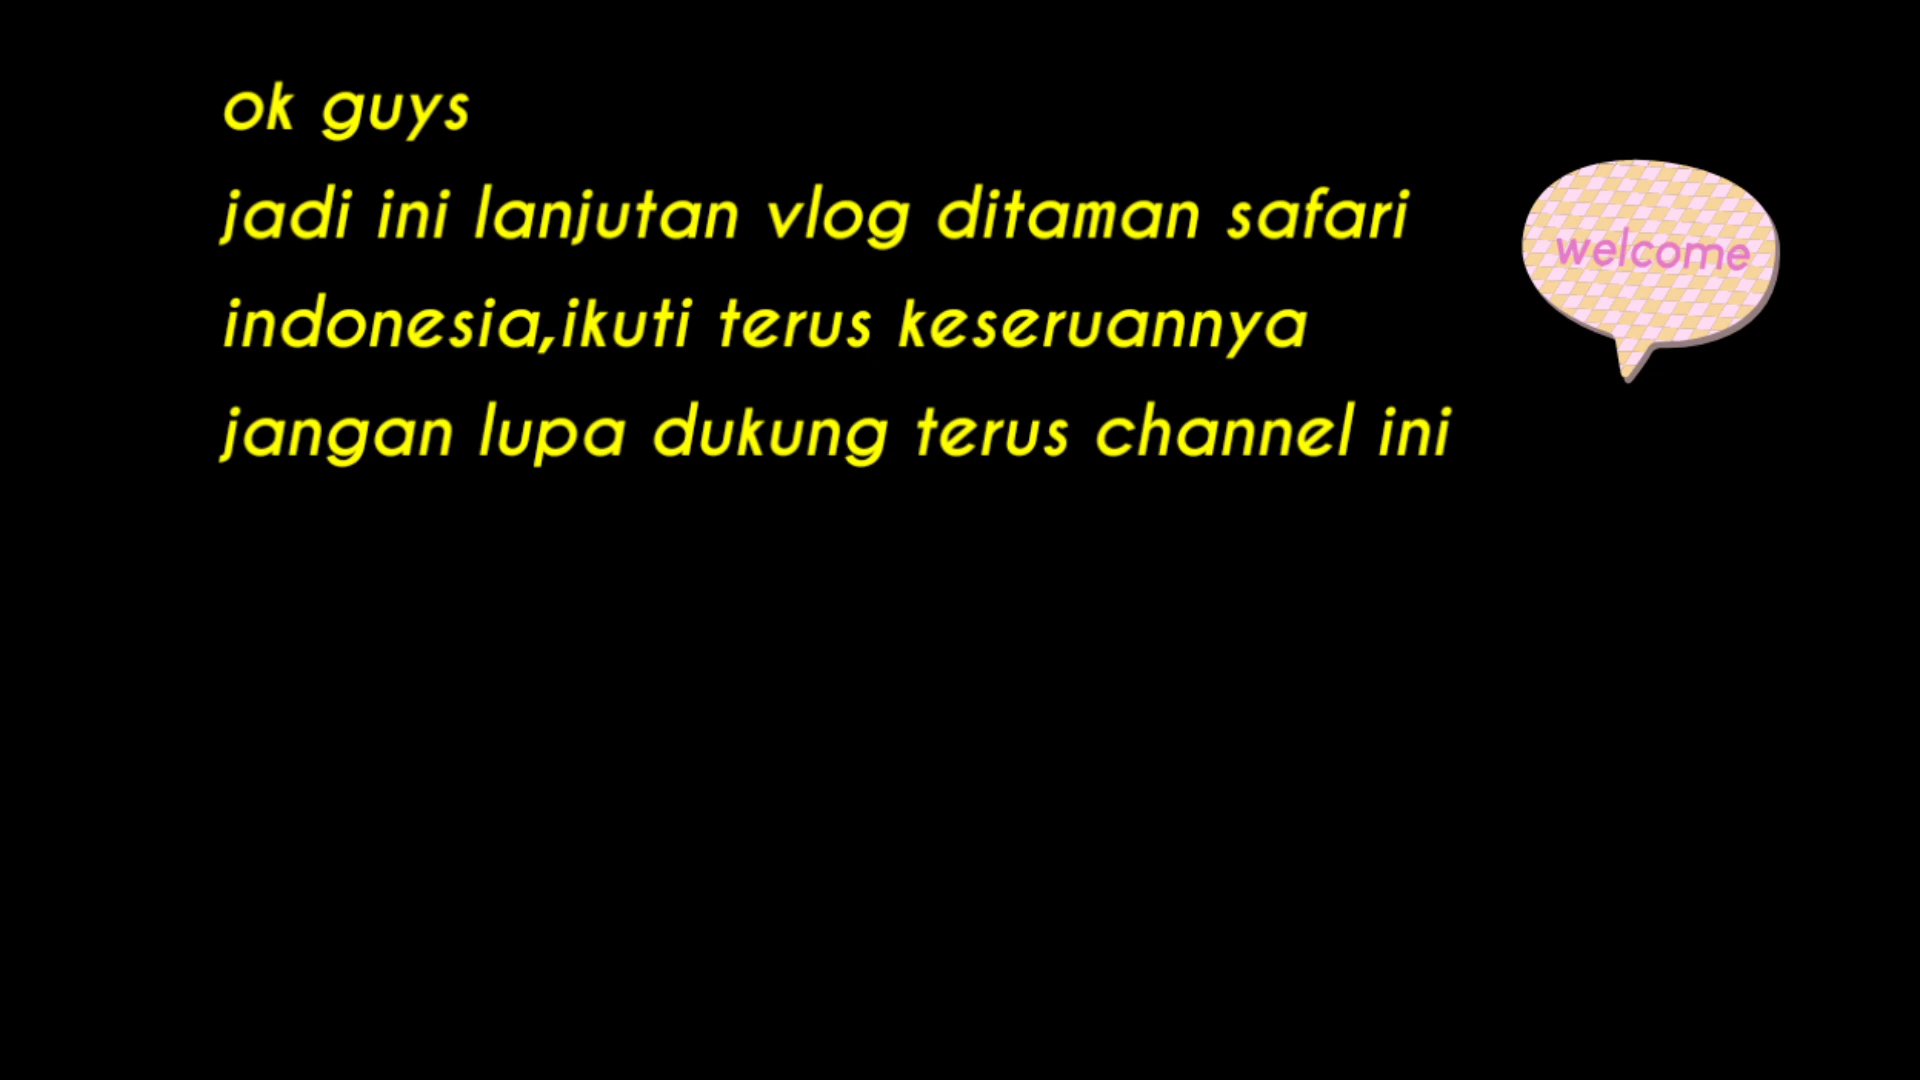 ok guys
jadi ini lanjutan vlog ditaman safari
indonesia,ikuti terus keseruannya
jangan lupa dukung terus channel ini
welcome